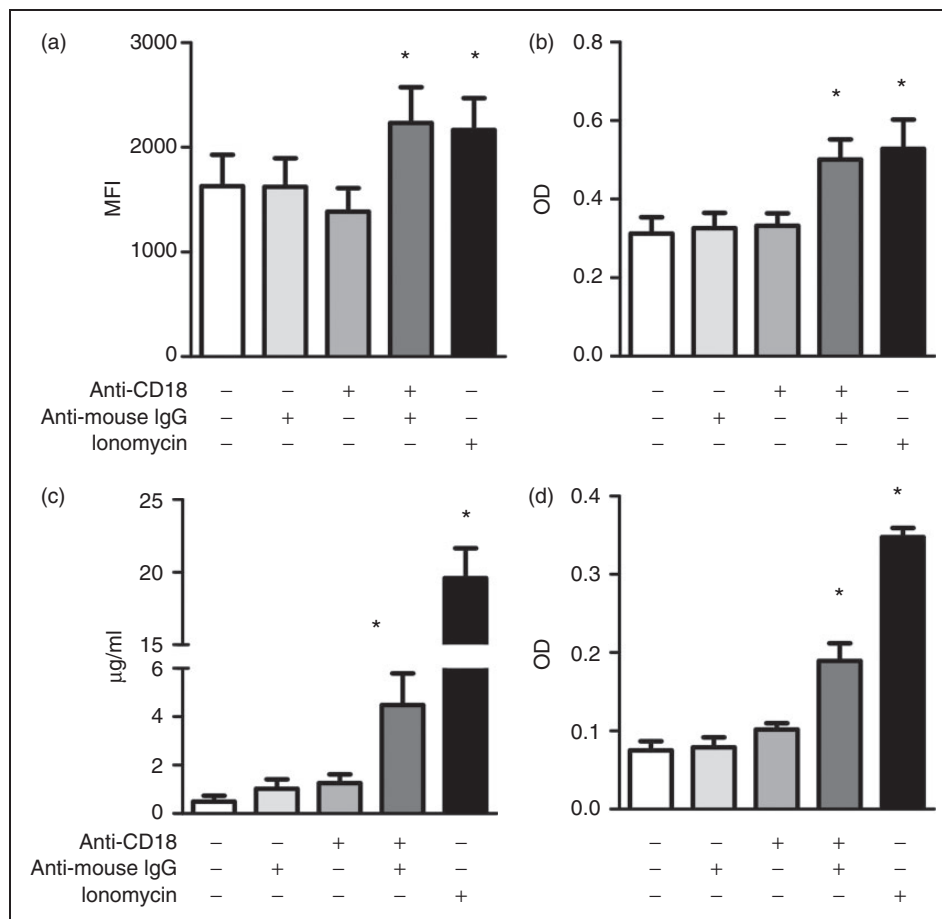 (a)
3000
*
*
2000
MFI
1000
0
Anti-CD18 – – + + –
Anti-mouse IgG – + – + –
Ionomycin – – – – +
(b)
0.8
*
*
0.6
OD
0.4
0.2
0.0
– – + + –
– + – + –
– – – – +
(c)
25
*
20
15
*
µg/ml
6
4
2
0
Anti-CD18 – – + + –
Anti-mouse IgG – + – + –
Ionomycin – – – – +
(d)
0.4
*
0.3
*
OD
0.2
0.1
0.0
– – + + –
– + – + –
– – – – +